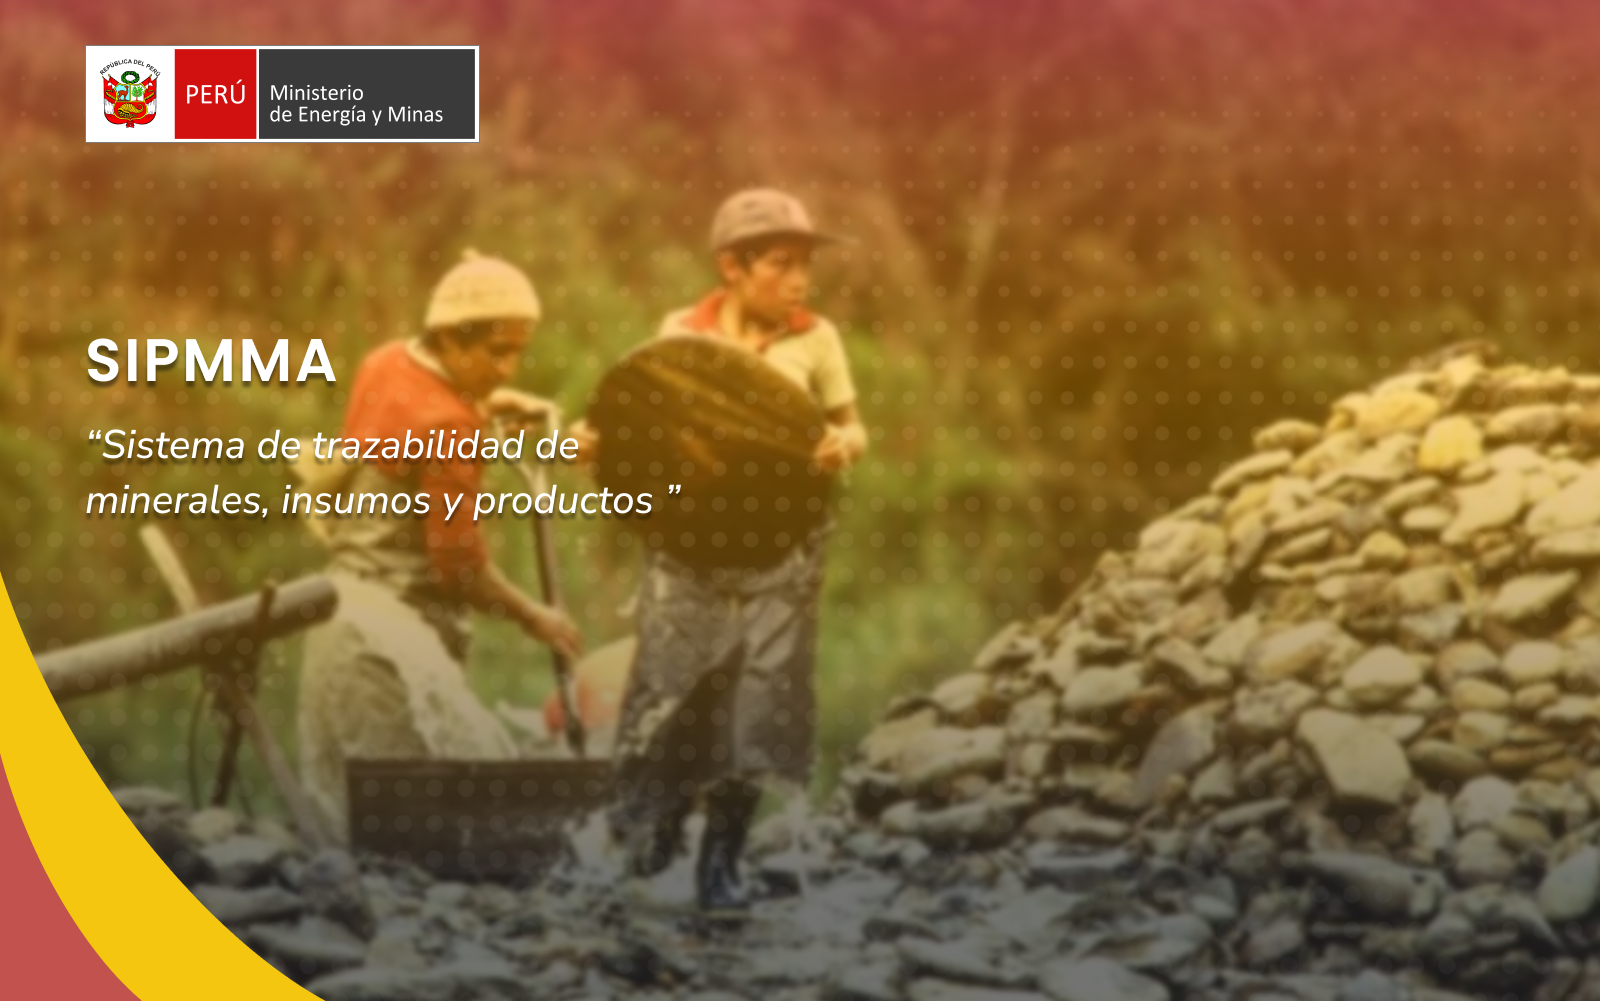 REPÚBLICA DEL PERÚ
PERÚ
Ministerio
de Energía y Minas
SIPMMA
“Sistema de trazabilidad de
minerales, insumos y productos ”